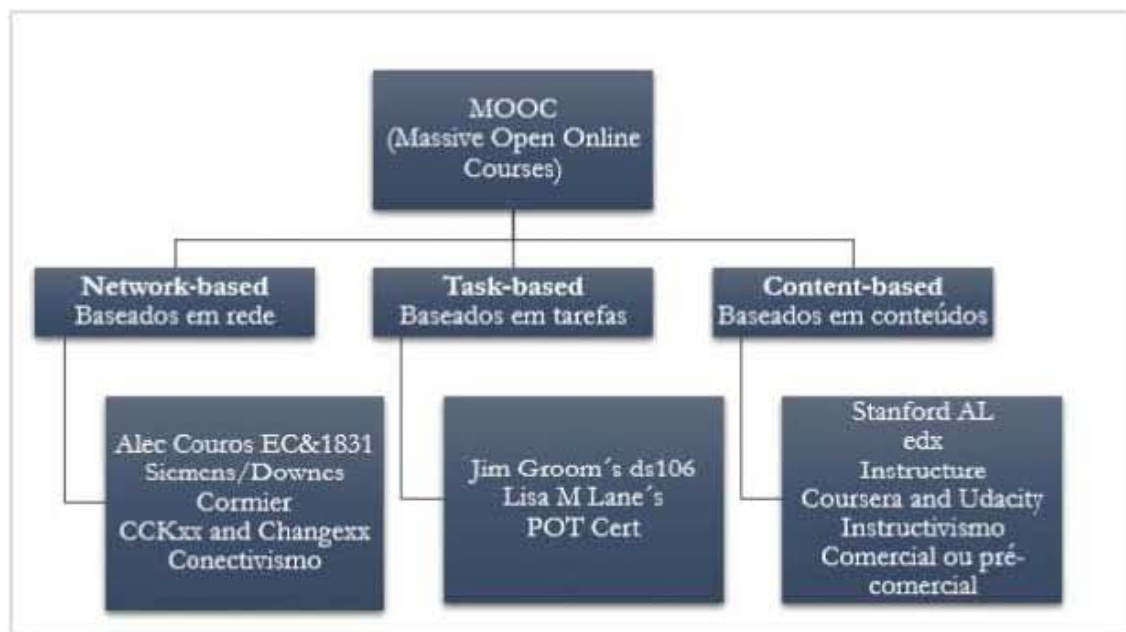 MOOC
(Massive Open Online
Courses)
Network-based
Baseados em rede
Task-based
Baseados em tarefas
Content-based
Baseados em conteúdos
Alec Couros EC&1831
Siemens/Downes
Cormier
CCKxx and Changexx
Conectivismo
Jim Groom´s ds106
Lisa M Lane´s
POT Cert
Stanford AL
edx
Instructure
Coursera and Udacity
Instructivismo
Comercial ou pré-
comercial